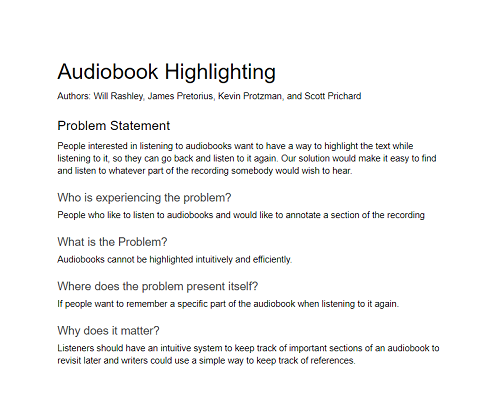 Audiobook Highlighting
Authors: Will Rashley, James Pretorius, Kevin Protzman, and Scott Prichard
Problem Statement
People interested in listening to audiobooks want to have a way to highlight the text while
listening to it, so they can go back and listen to it again. Our solution would make it easy to find
and listen to whatever part of the recording somebody would wish to hear.
Who is experiencing the problem?
People who like to listen to audiobooks and would like to annotate a section of the recording
What is the Problem?
Audiobooks cannot be highlighted intuitively and efficiently.
Where does the problem present itself?
If people want to remember a specific part of the audiobook when listening to it again.
Why does it matter?
Listeners should have an intuitive system to keep track of important sections of an audiobook to
revisit later and writers could use a simple way to keep track of references.